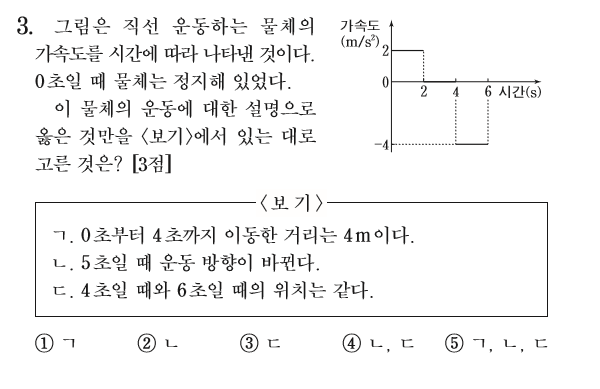 3. 그림은 직선 운동하는 물체의
가속도를 시간에 따라 나타낸 것이다.
0초일 때 물체는 정지해 있었다.
이 물체의 운동에 대한 설명으로
옳은 것만을 〈보기〉에서 있는 대로
고른 것은? [3점]
가속도
(m/s²)
2
0
2 4 6 시간(s)
-4
〈보 기〉
ㄱ. 0초부터 4초까지 이동한 거리는 4m이다.
ㄴ. 5초일 때 운동 방향이 바뀐다.
ㄷ. 4초일 때와 6초일 때의 위치는 같다.
① ㄱ ② ㄴ ③ ㄷ ④ ㄴ, ㄷ ⑤ ㄱ, ㄴ, ㄷ